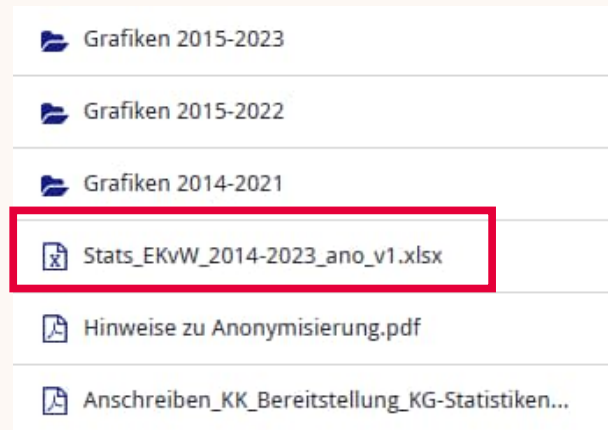 Grafiken 2015-2023
Grafiken 2015-2022
Grafiken 2014-2021
Stats_EKvW_2014-2023_ano_v1.xlsx
Hinweise zu Anonymisierung.pdf
Anschreiben_KK_Bereitstellung_KG-Statistiken...